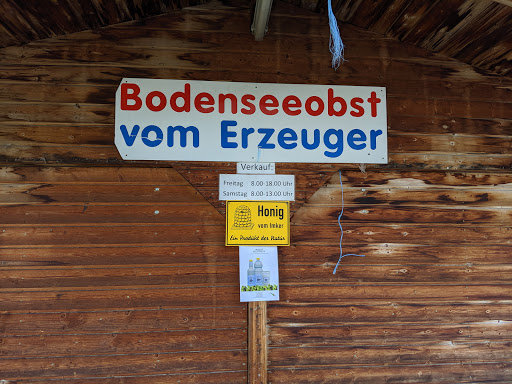 Bodenseeobst
vom Erzeuger
Verkauf:
Freitag 8.00-18.00 Uhr
Samstag 8.00-13.00 Uhr
Honig
vom Imker
Ein Produkt der Natur